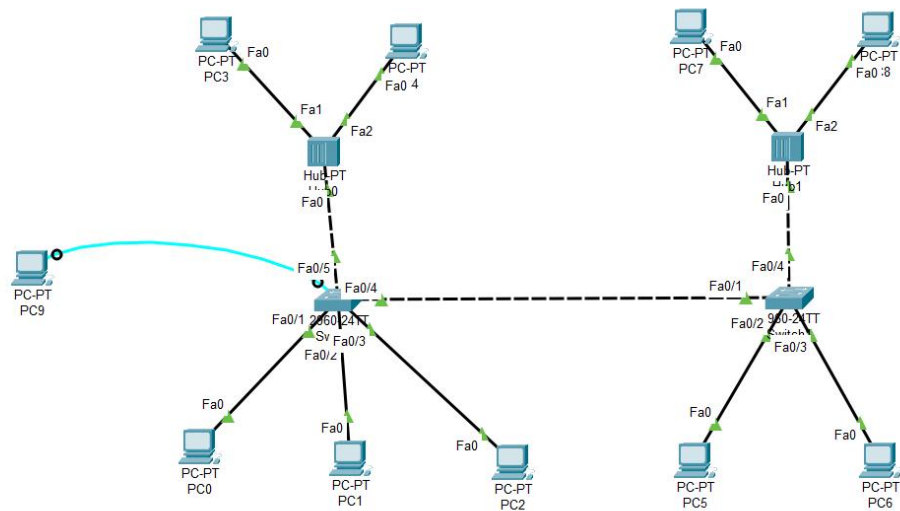 Fa0
PC-PT
PC3
Fa0
PC-PT
4
Fa1
Fa2
Hub-PT
Fa0
Fa0
PC-PT
PC7
PC-PT
Fa0
:8
Fa1
Fa2
Hub-PT
Fa0
PC-PT
PC9
Fa0/5
Fa0/4
Fa0/1
Fa0/2
Fa0/3
Fa0/1
Fa0/4
Fa0/2
Fa0/3
Fa0
PC-PT
PC0
Fa0
PC-PT
PC1
Fa0
PC-PT
PC2
Fa0
PC-PT
PC5
Fa0
PC-PT
PC6